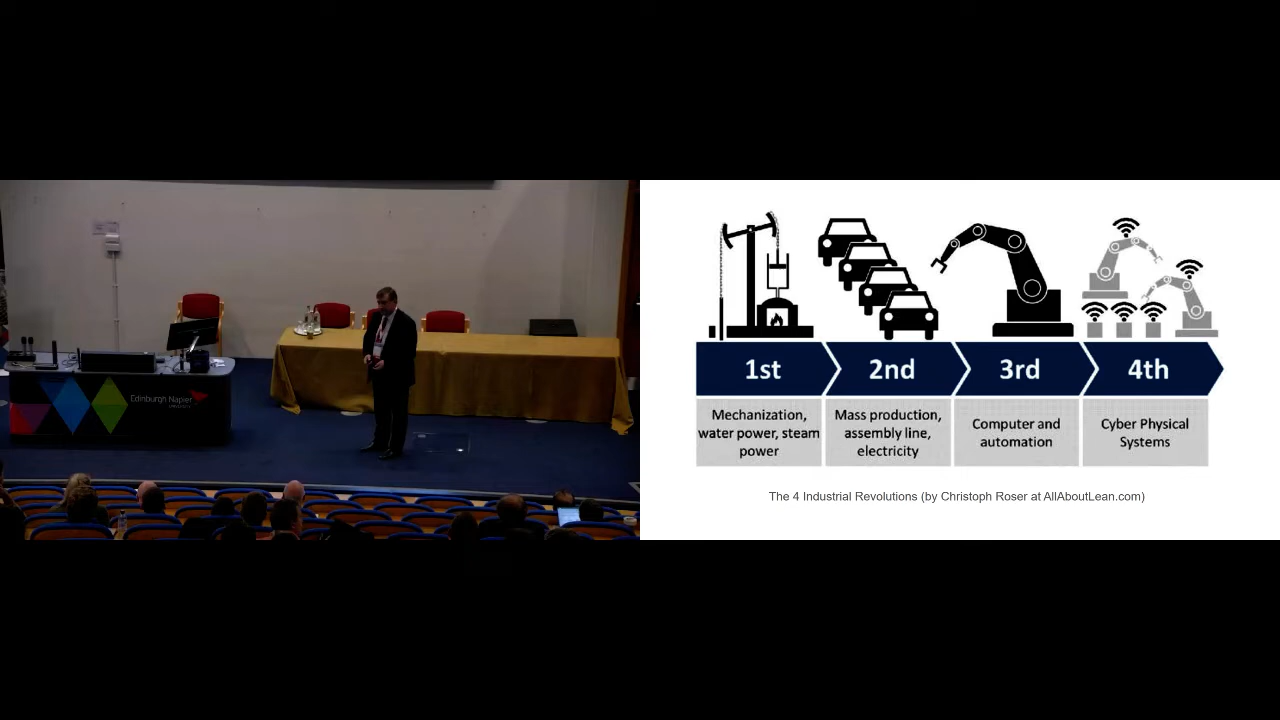 Edinburgh Napier
UNIVERSITY
1st
2nd
3rd
4th
Mechanization,
water power, steam
power
Mass production,
assembly line,
electricity
Computer and
automation
Cyber Physical
Systems
The 4 Industrial Revolutions (by Christoph Roser at AllAboutLean.com)